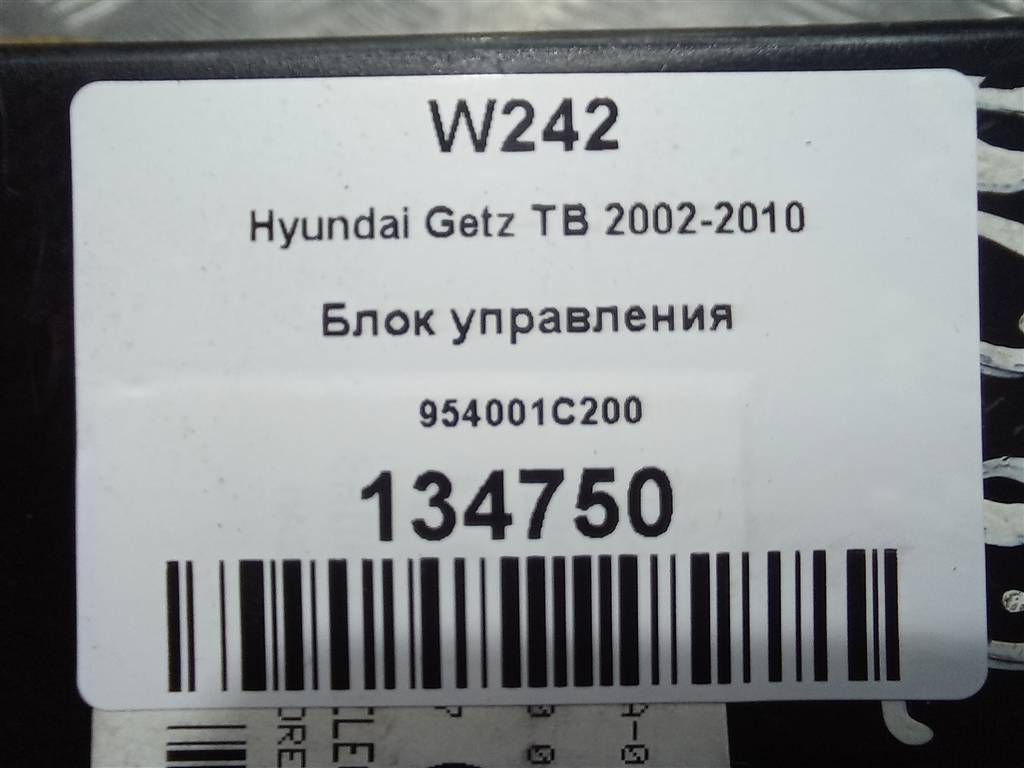 W242
Hyundai Getz TB 2002-2010
Блок управления
954001C200
134750